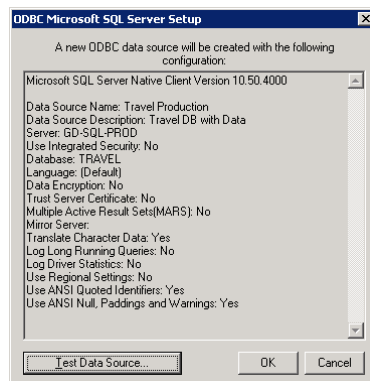 ODBC Microsoft SQL Server Setup
A new ODBC data source will be created with the following
configuration:
Microsoft SQL Server Native Client Version 10.50.4000
Data Source Name: Travel Production
Data Source Description: Travel DB with Data
Server: GD-SQL-PROD
Use Integrated Security: No
Database: TRAVEL
Language: (Default)
Data Encryption: No
Trust Server Certificate: No
Multiple Active Result Sets(MARS): No
Mirror Server:
Translate Character Data: Yes
Log Long Running Queries: No
Log Driver Statistics: No
Use Regional Settings: No
Use ANSI Quoted Identifiers: Yes
Use ANSI Null, Paddings and Warnings: Yes
Test Data Source...
OK
Cancel